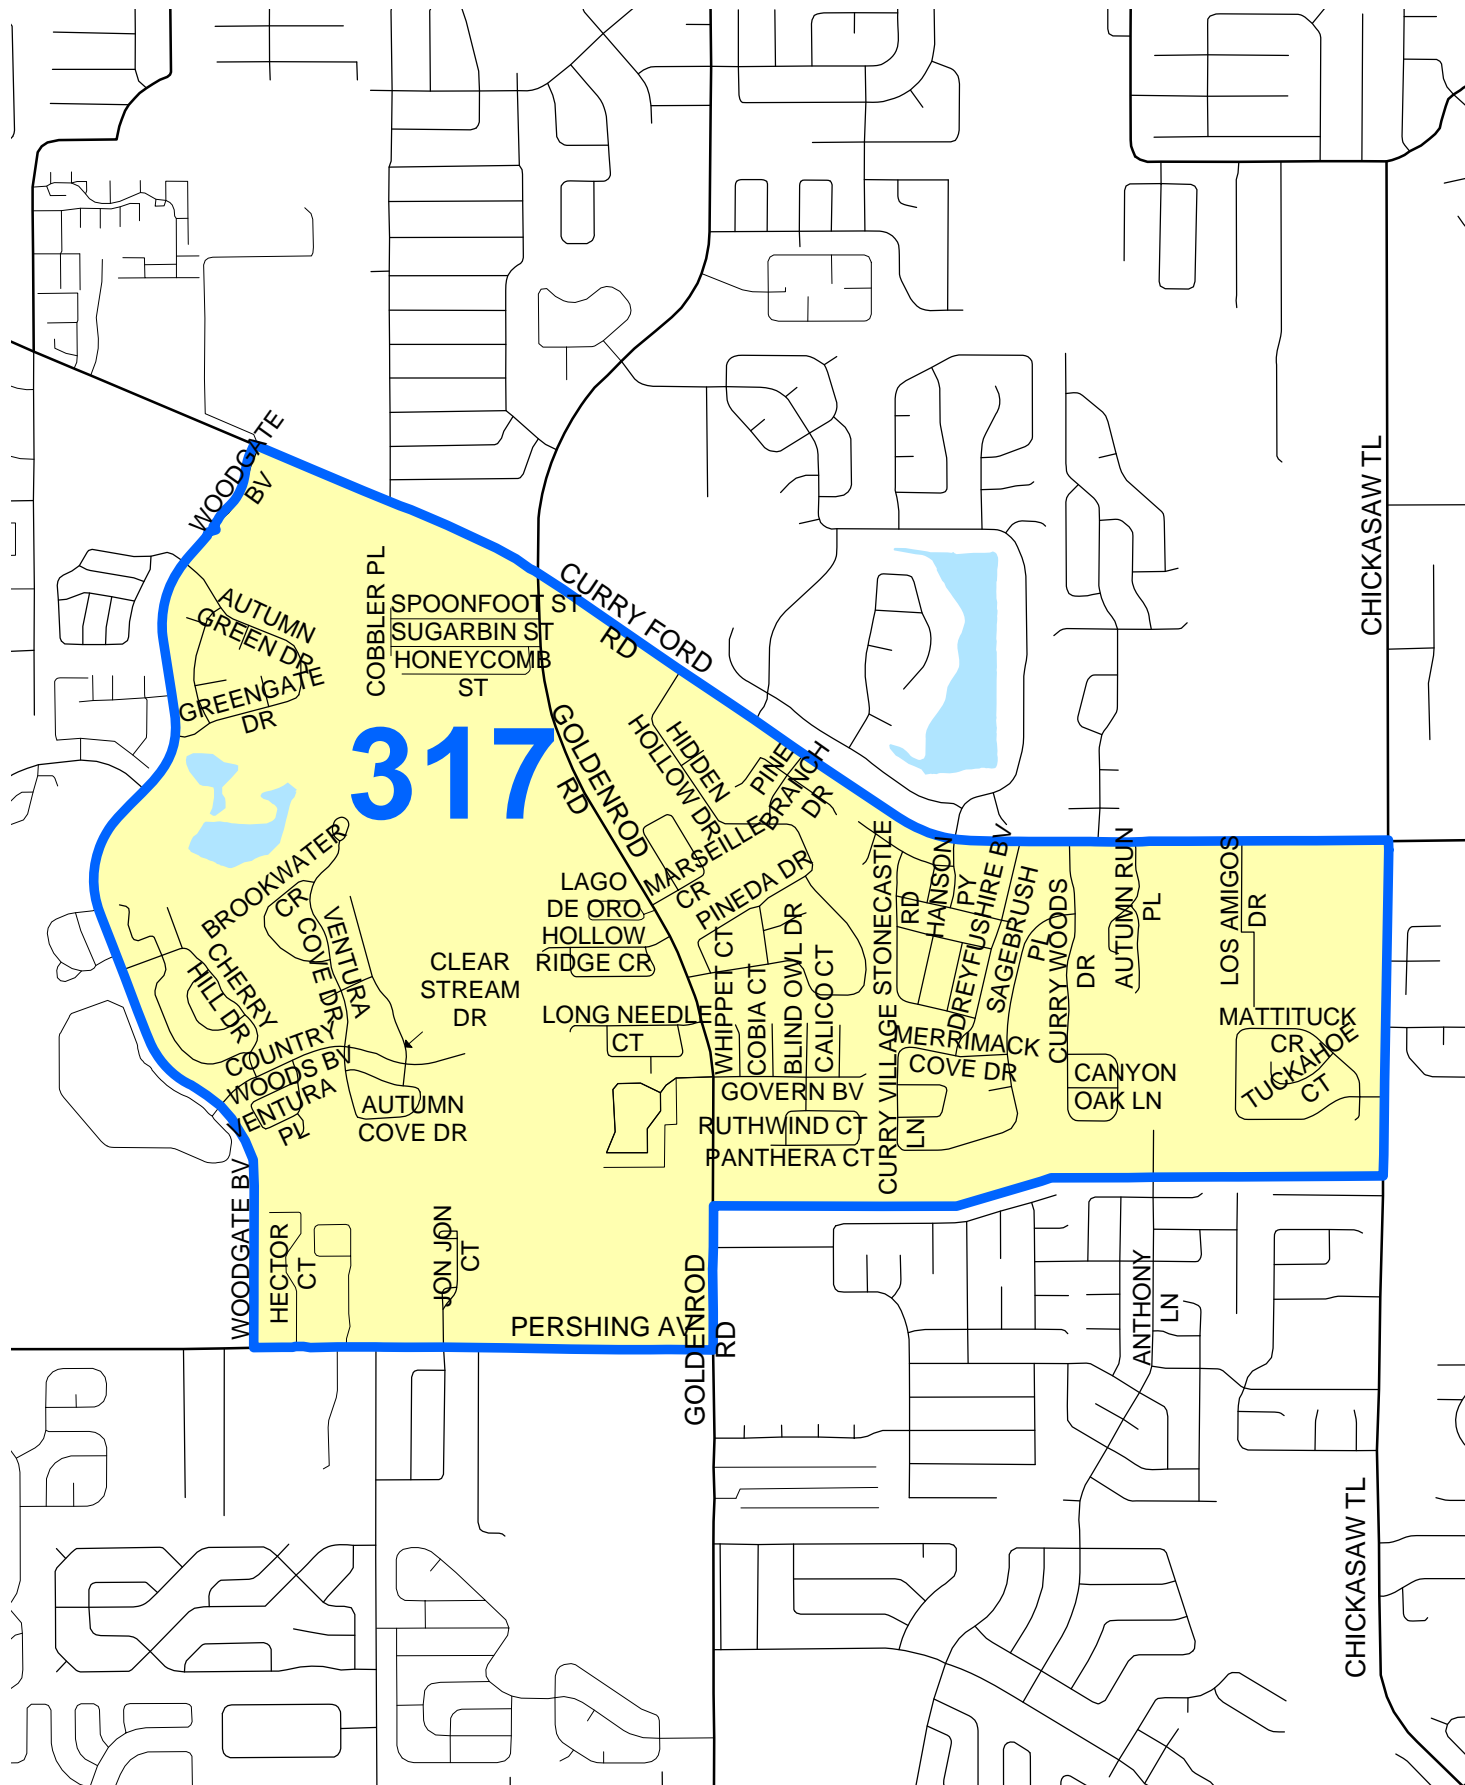 WOODGATE
BV
CHICKASAW TL
COBBLER PL
CURRY FORD
RD
AUTUMN
GREEN DR
SPOONFOOT ST
SUGARBIN ST
HONEYCOMB
ST
GREENGATE
DR
317
GOLDENROD
RD
HIDDEN
HOLLOW DR
PINE
BRANCH
DR
BROOKWATER
CR
MARSEILLE
CR
PINEDA DR
LAGO
DE ORO
HOLLOW
RIDGE CR
CURRY VILLAGE STONECASTLE
LN
RD
HANSON
PY
DREYFUSHIRE BV
SAGEBRUSH
PL
CURRY WOODS
DR
AUTUMN RUN
PL
LOS AMIGOS
DR
VENTURA
COVE DR
CHERRY
HILL DR
CLEAR
STREAM
DR
WHIPPET CT
COBIA CT
BLIND OWL DR
CALICO CT
LONG NEEDLE
CT
MERRIMACK
COVE DR
MATTITUCK
CR
TUCKAHOE
CT
COUNTRY
WOODS BV
VENTURA
PL
AUTUMN
COVE DR
CANYON
OAK LN
GOVERN BV
RUTHWIND CT
PANTHERA CT
WOODGATE BV
HECTOR
CT
JON JON
CT
PERSHING AV
GOLDENROD
RD
ANTHONY
LN
CHICKASAW TL